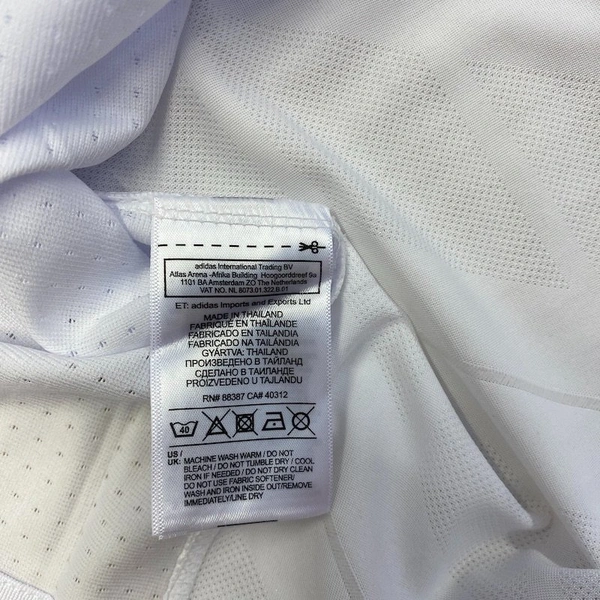 adidas International Trading BV
Atlas Arena -Afrika Building Hoogoorddreef 9a
1101 BA Amsterdam ZO The Netherlands
VAT NO. NL 8073.01.322.B.01
ET: adidas Imports and Exports Ltd
MADE IN THAILAND
FABRIQUÉ EN THAÏLANDE
FABRICADO EN TAILANDIA
FABRICADO NA TAILÂNDIA
GYÁRTVA: THAILAND
ПРОИЗВЕДЕНО В ТАЙЛАНД
СДЕЛАНО В ТАИЛАНДЕ
PROIZVEDENO U TAJLANDU
RN# 88387 CA# 40312
40
US /
UK: MACHINE WASH WARM / DO NOT
BLEACH / DO NOT TUMBLE DRY / COOL
IRON IF NEEDED / DO NOT DRY CLEAN
DO NOT USE FABRIC SOFTENER/
WASH AND IRON INSIDE OUT/REMOVE
IMMEDIATELY/LINE DRY